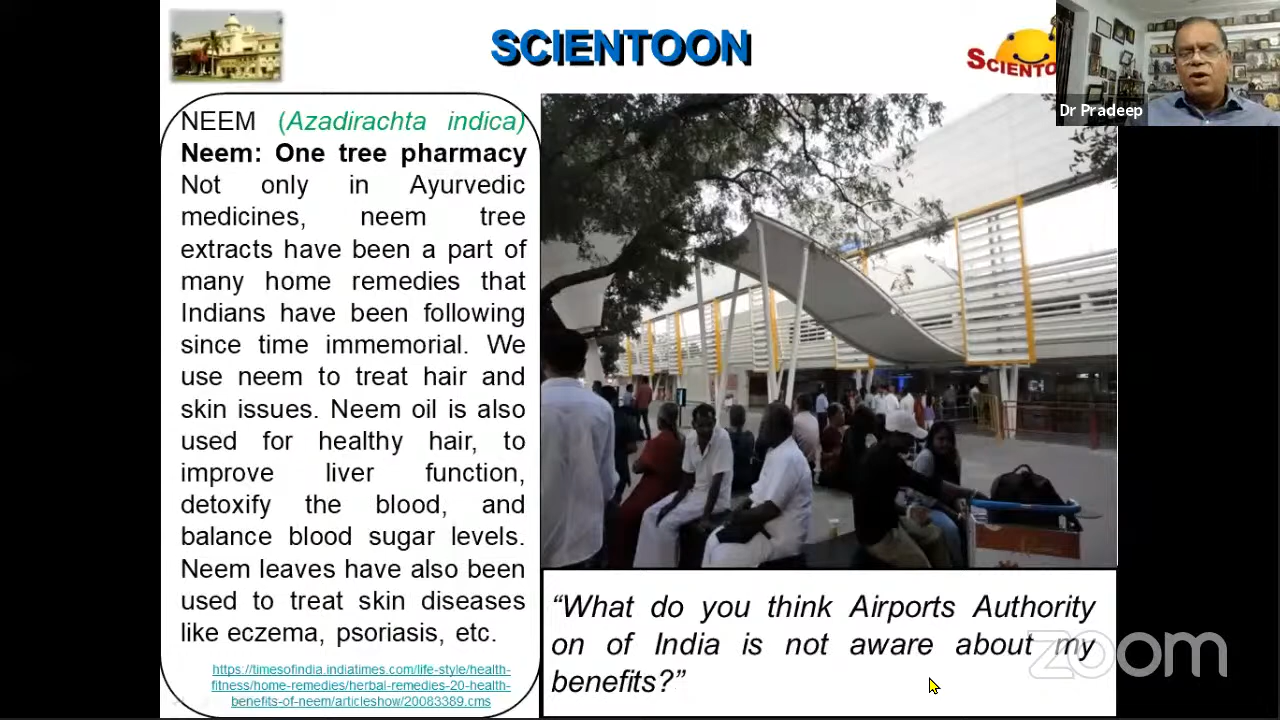 SCIENTOON
SCIENTO
Dr Pradeep
NEEM (Azadirachta indica)
Neem: One tree pharmacy
Not only in Ayurvedic
medicines, neem tree
extracts have been a part of
many home remedies that
Indians have been following
since time immemorial. We
use neem to treat hair and
skin issues. Neem oil is also
used for healthy hair, to
improve liver function,
detoxify the blood, and
balance blood sugar levels.
Neem leaves have also been
used to treat skin diseases
like eczema, psoriasis, etc.
https://timesofindia.indiatimes.com/life-style/health-
fitness/home-remedies/herbal-remedies-20-health-
benefits-of-neem/articleshow/20083389.cms
“What do you think Airports Authority
on of India is not aware about my
benefits?”
zoom